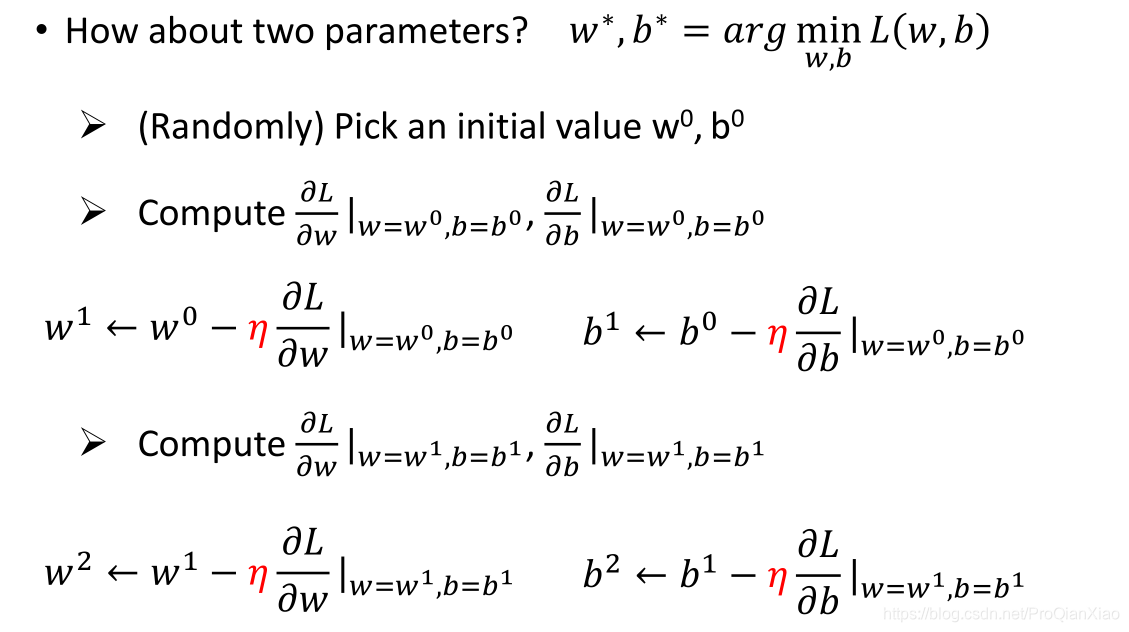 • How about two parameters? w*, b* = arg min_{w,b} L(w, b)
➢ (Randomly) Pick an initial value w⁰, b⁰
➢ Compute ∂L/∂w |_{w=w⁰,b=b⁰}, ∂L/∂b |_{w=w⁰,b=b⁰}
w¹ ← w⁰ − η ∂L/∂w |_{w=w⁰,b=b⁰} b¹ ← b⁰ − η ∂L/∂b |_{w=w⁰,b=b⁰}
➢ Compute ∂L/∂w |_{w=w¹,b=b¹}, ∂L/∂b |_{w=w¹,b=b¹}
w² ← w¹ − η ∂L/∂w |_{w=w¹,b=b¹} b² ← b¹ − η ∂L/∂b |_{w=w¹,b=b¹}
https://blog.csdn.net/ProQianXiao